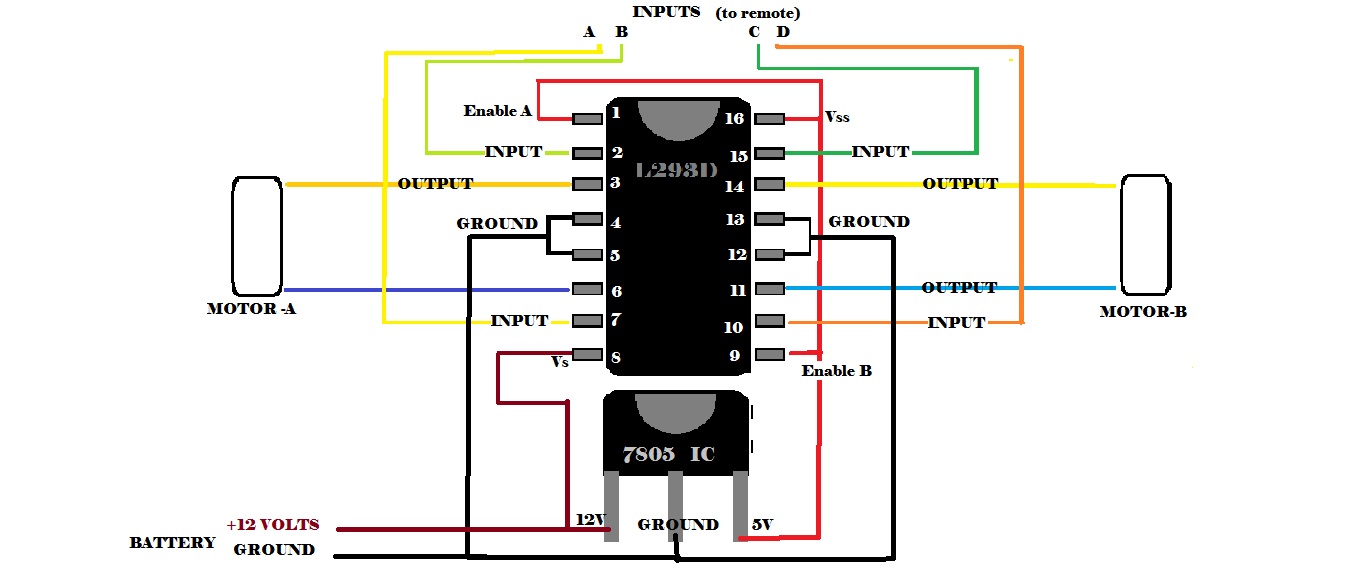 INPUTS (to remote)
A B C D
Enable A 1 16 Vss
INPUT 2 15 INPUT
L293D
OUTPUT 3 14 OUTPUT
GROUND 4 13 GROUND
5 12
6 11 OUTPUT
MOTOR -A MOTOR-B
INPUT 7 10 INPUT
Vs 8 9
Enable B
7805 IC
+12 VOLTS 12V GROUND 5V
BATTERY GROUND